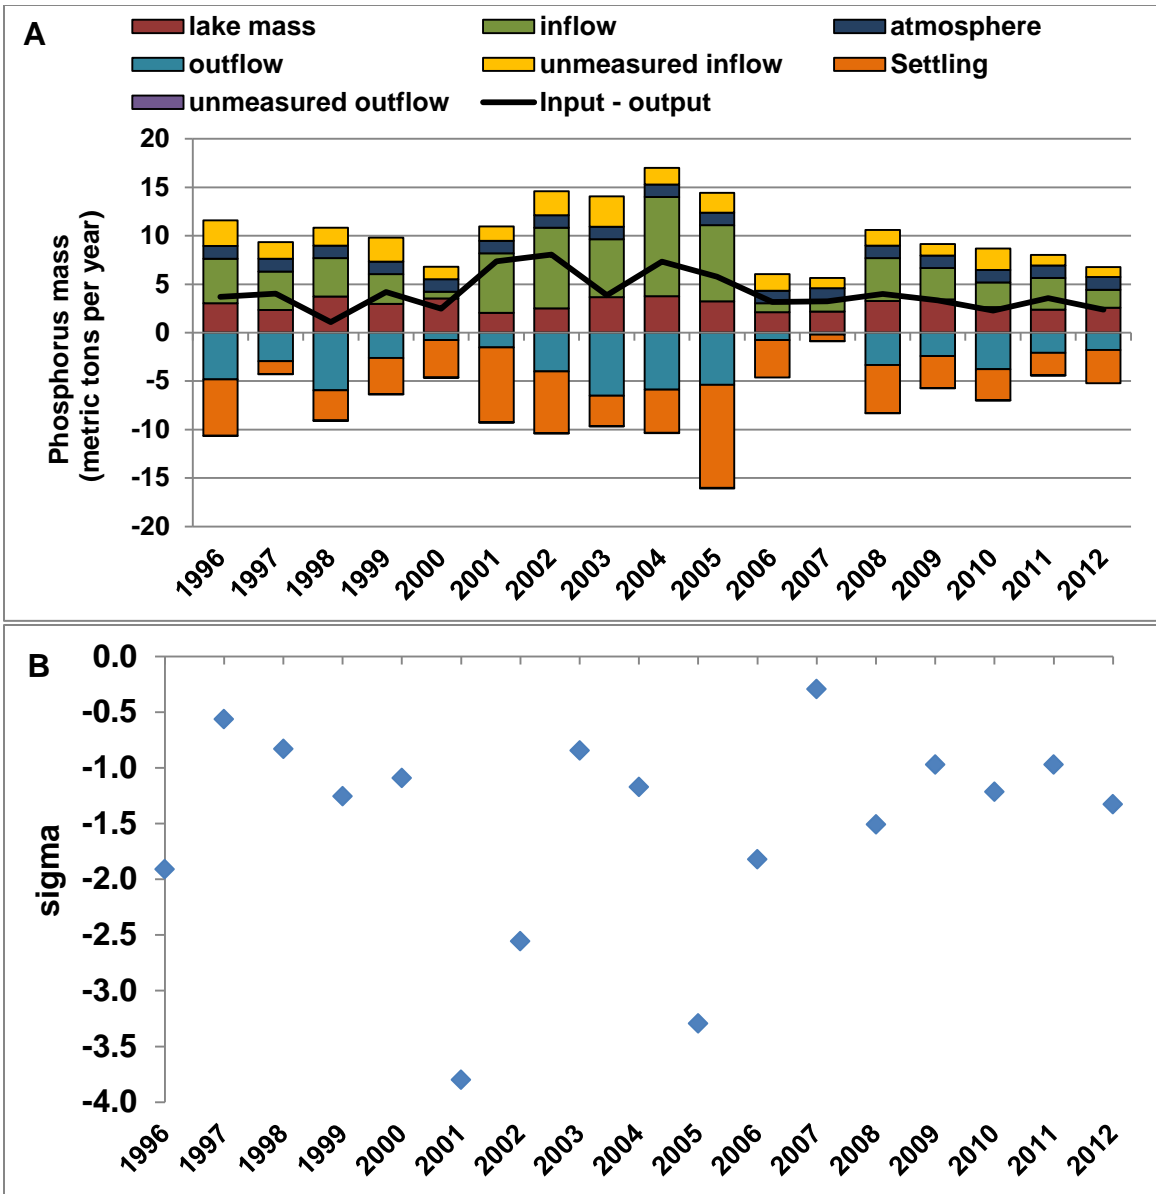 A
lake mass inflow atmosphere
outflow unmeasured inflow Settling
unmeasured outflow Input - output
Phosphorus mass
(metric tons per year)
20
15
10
5
0
-5
-10
-15
-20
1996 1997 1998 1999 2000 2001 2002 2003 2004 2005 2006 2007 2008 2009 2010 2011 2012
B
sigma
0.0
-0.5
-1.0
-1.5
-2.0
-2.5
-3.0
-3.5
-4.0
1996 1997 1998 1999 2000 2001 2002 2003 2004 2005 2006 2007 2008 2009 2010 2011 2012